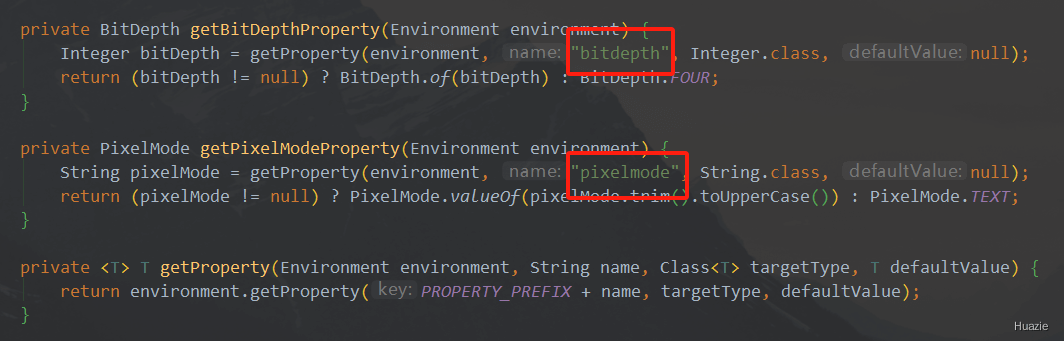 private BitDepth getBitDepthProperty(Environment environment) {
    Integer bitDepth = getProperty(environment, name: "bitdepth", Integer.class, defaultValue: null);
    return (bitDepth != null) ? BitDepth.of(bitDepth) : BitDepth.FOUR;
}
private PixelMode getPixelModeProperty(Environment environment) {
    String pixelMode = getProperty(environment, name: "pixelmode", String.class, defaultValue: null);
    return (pixelMode != null) ? PixelMode.valueOf(pixelMode.trim().toUpperCase()) : PixelMode.TEXT;
}
private <T> T getProperty(Environment environment, String name, Class<T> targetType, T defaultValue) {
    return environment.getProperty( key: PROPERTY_PREFIX + name, targetType, defaultValue);
}
Huazie